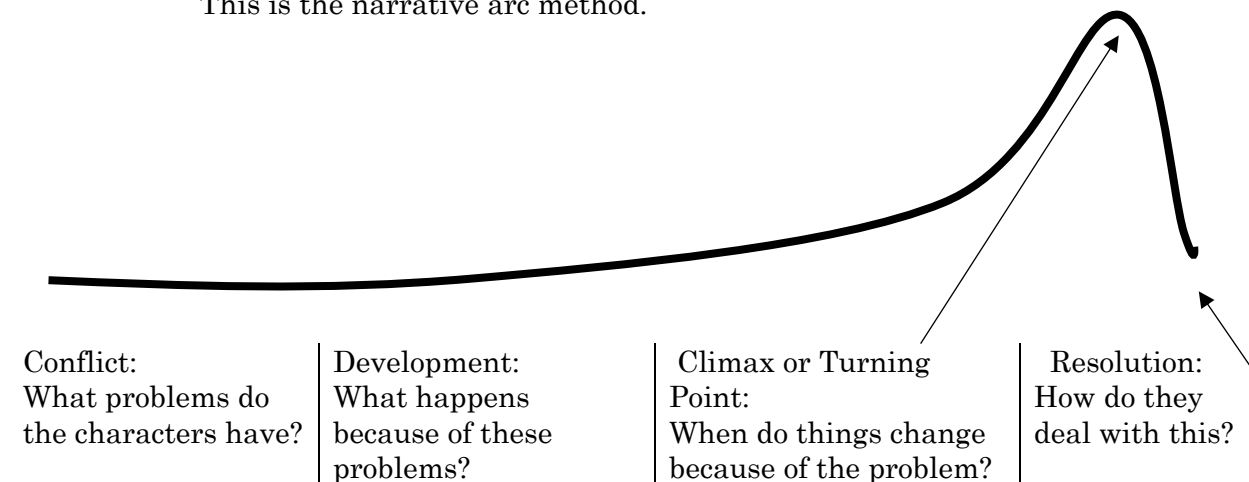 This is the narrative arc method.
Conflict:
What problems do
the characters have?
Development:
What happens
because of these
problems?
Climax or Turning
Point:
When do things change
because of the problem?
Resolution:
How do they
deal with this?